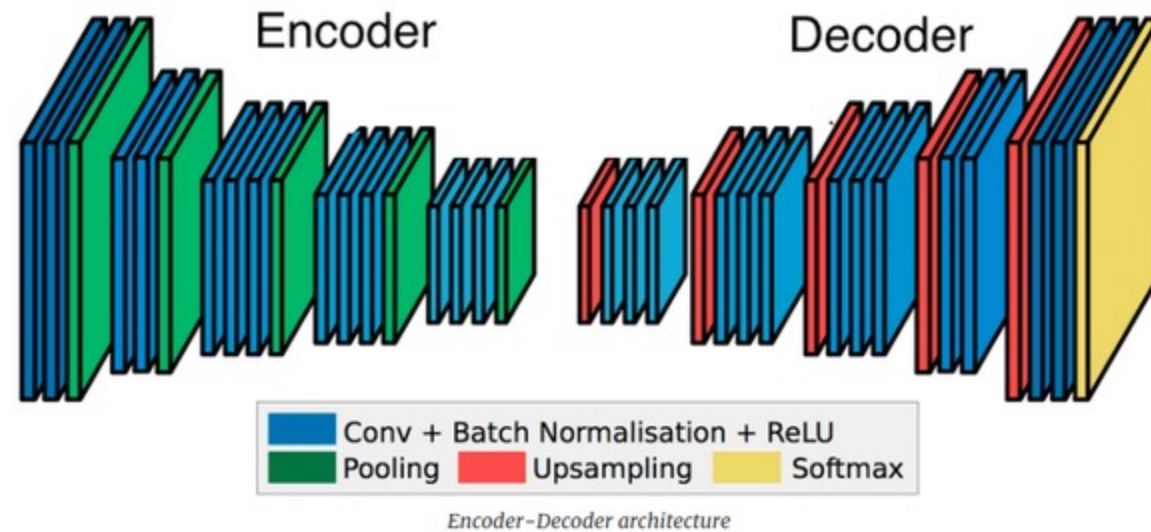 Encoder
Decoder
Conv + Batch Normalisation + ReLU
Pooling
Upsampling
Softmax
Encoder-Decoder architecture